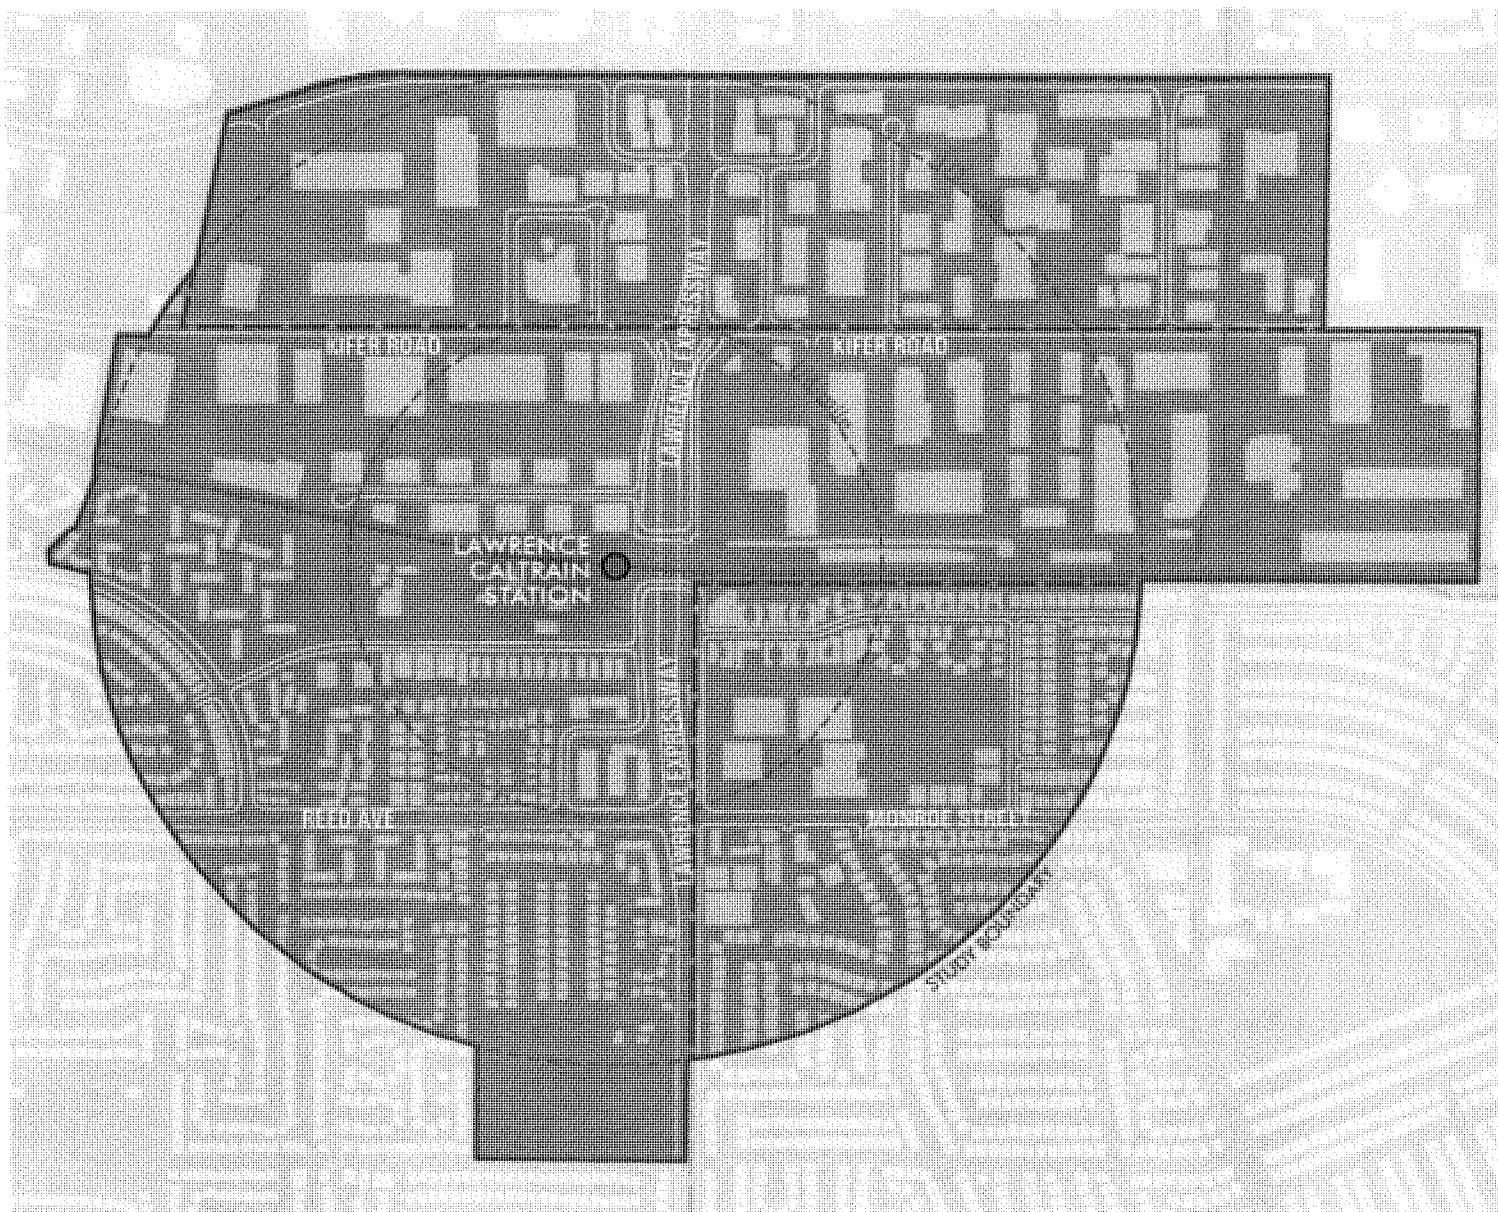 LAWRENCE EXPRESSWAY
KIFER ROAD
KIFER ROAD
LAWRENCE
CALTRAIN
STATION
LAWRENCE EXPRESSWAY
REED AVE
MONROE STREET
STUDY BOUNDARY